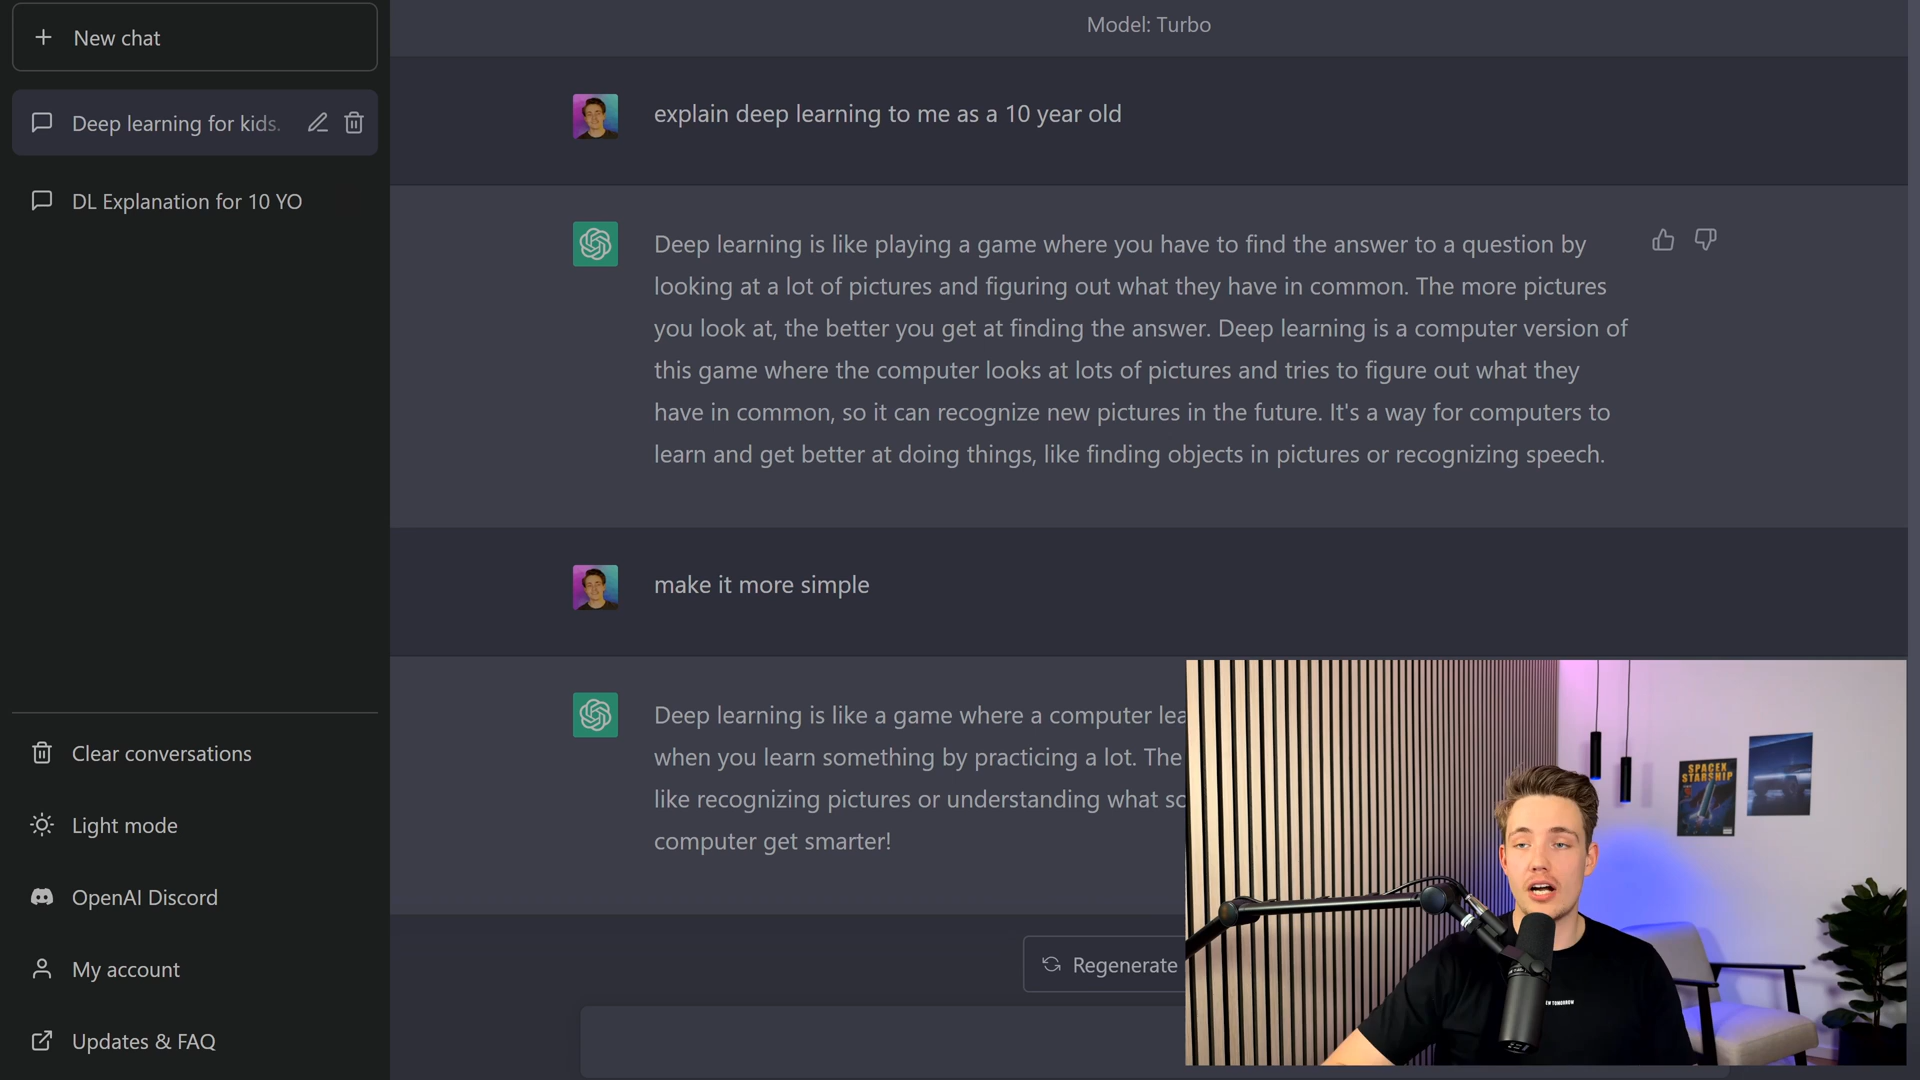 New chat
Deep learning for kids.
DL Explanation for 10 YO
Clear conversations
Light mode
OpenAI Discord
My account
Updates & FAQ
Model: Turbo
explain deep learning to me as a 10 year old
Deep learning is like playing a game where you have to find the answer to a question by
looking at a lot of pictures and figuring out what they have in common. The more pictures
you look at, the better you get at finding the answer. Deep learning is a computer version of
this game where the computer looks at lots of pictures and tries to figure out what they
have in common, so it can recognize new pictures in the future. It's a way for computers to
learn and get better at doing things, like finding objects in pictures or recognizing speech.
make it more simple
Deep learning is like a game where a computer lea
when you learn something by practicing a lot. The
like recognizing pictures or understanding what so
computer get smarter!
Regenerate
SPACEX
STARSHIP